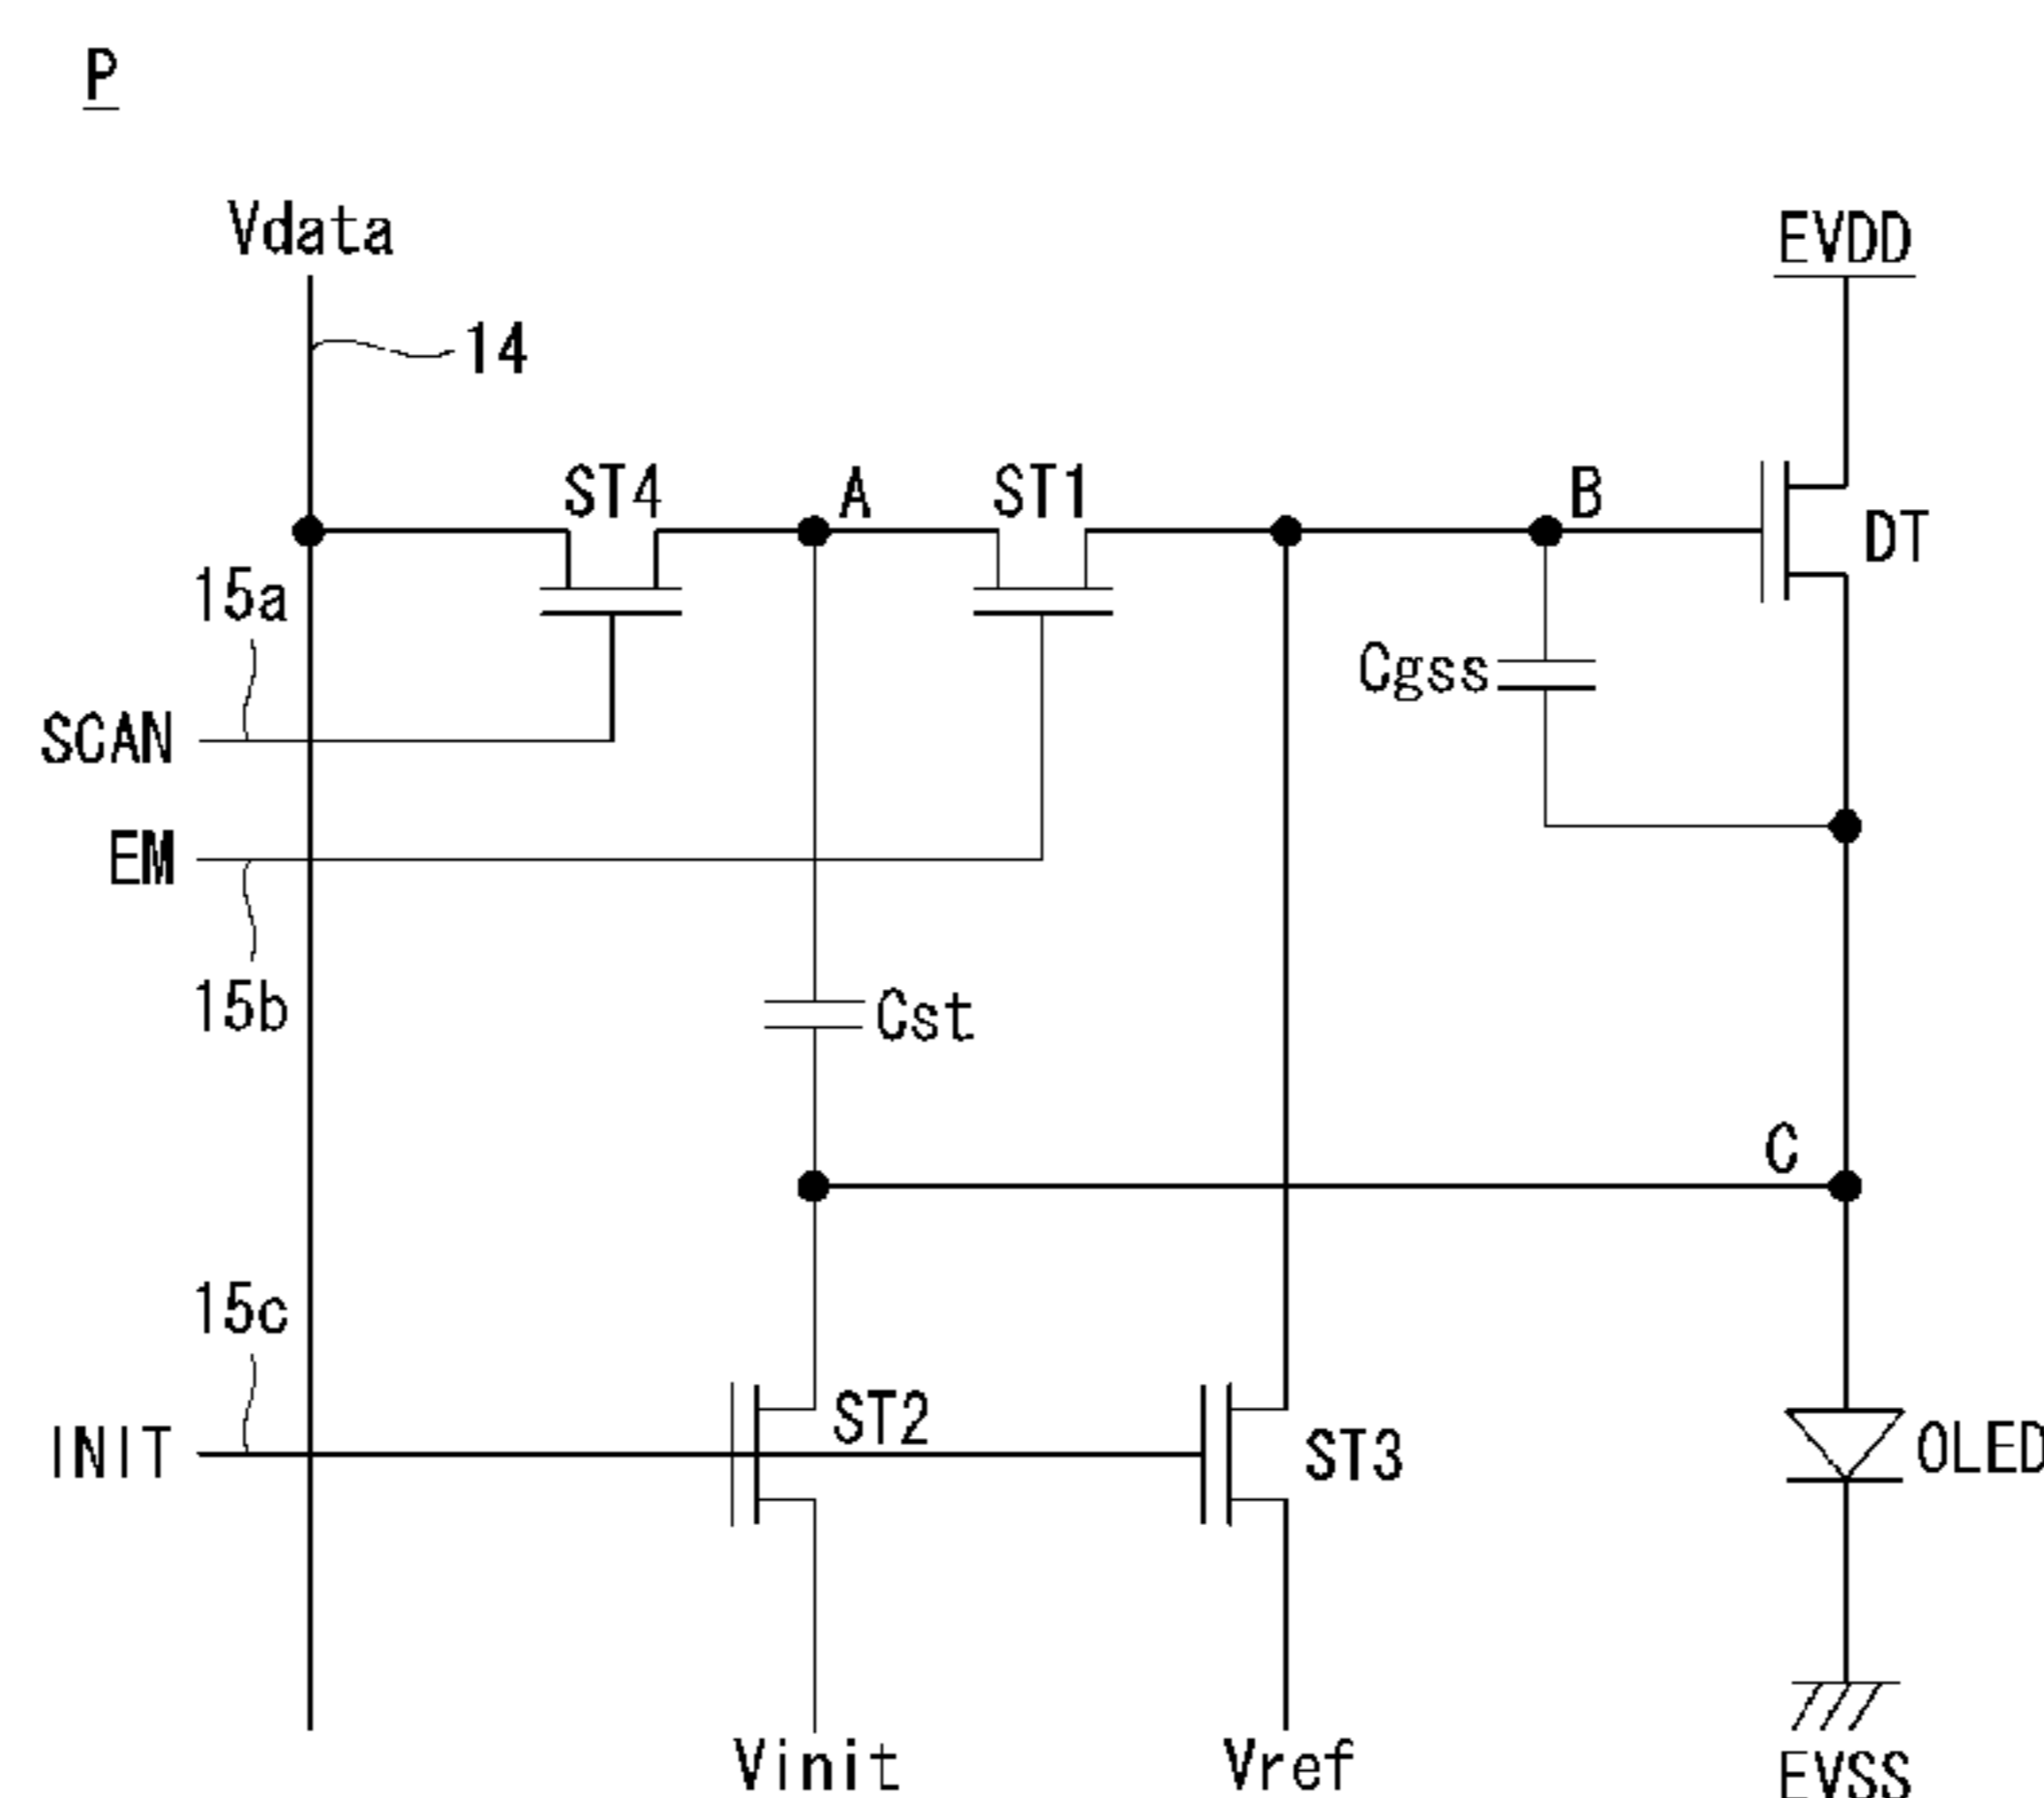 P
Vdata
EVDD
14
ST4
A
ST1
B
DT
15a
Cgss
SCAN
EM
15b
Cst
C
15c
ST2
INIT
ST3
OLED
Vinit
Vref
EVSS